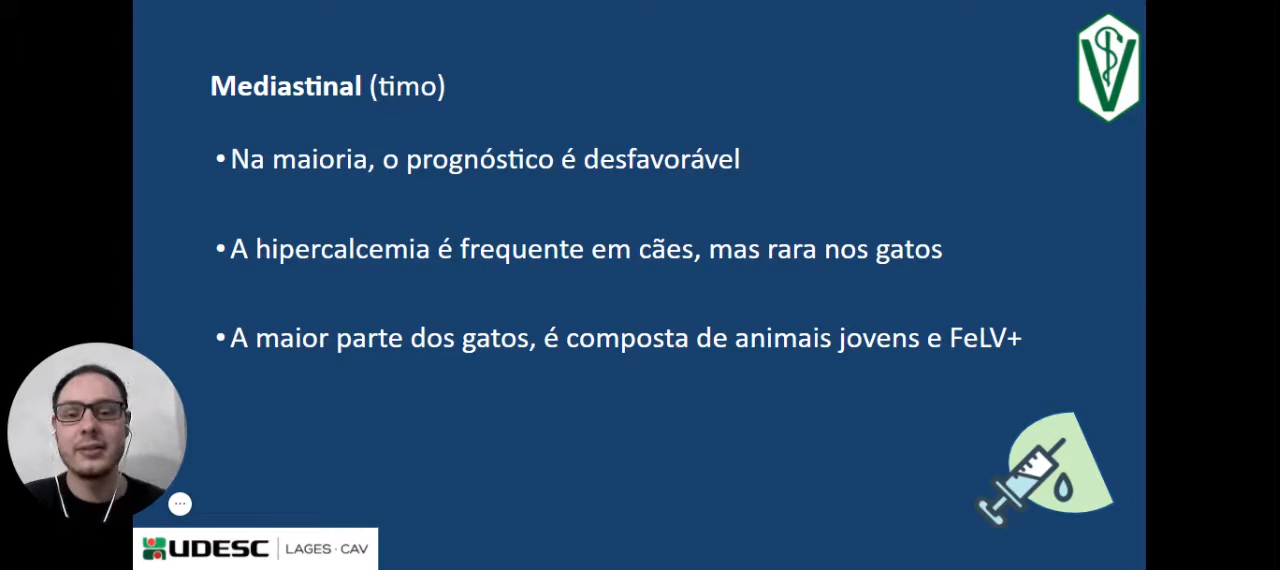 Mediastinal (timo)
•Na maioria, o prognóstico é desfavorável
•A hipercalcemia é frequente em cães, mas rara nos gatos
•A maior parte dos gatos, é composta de animais jovens e FeLV+
V
UDESC LAGES · CAV